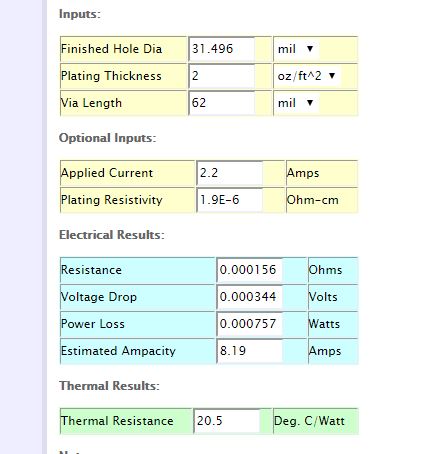 Inputs:
Finished Hole Dia 31.496 mil ▼
Plating Thickness 2 oz/ft^2 ▼
Via Length 62 mil ▼
Optional Inputs:
Applied Current 2.2 Amps
Plating Resistivity 1.9E-6 Ohm-cm
Electrical Results:
Resistance 0.000156 Ohms
Voltage Drop 0.000344 Volts
Power Loss 0.000757 Watts
Estimated Ampacity 8.19 Amps
Thermal Results:
Thermal Resistance 20.5 Deg. C/Watt